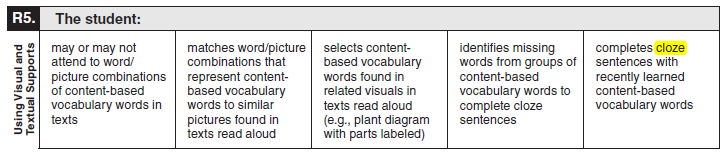 R5. The student:
Using Visual and
Textual Supports
may or may not
attend to word/
picture combinations
of content-based
vocabulary words in
texts
matches word/picture
combinations that
represent content-
based vocabulary
words to similar
pictures found in
texts read aloud
selects content-
based vocabulary
words found in
related visuals in
texts read aloud
(e.g., plant diagram
with parts labeled)
identifies missing
words from groups of
content-based
vocabulary words to
complete cloze
sentences
completes cloze
sentences with
recently learned
content-based
vocabulary words